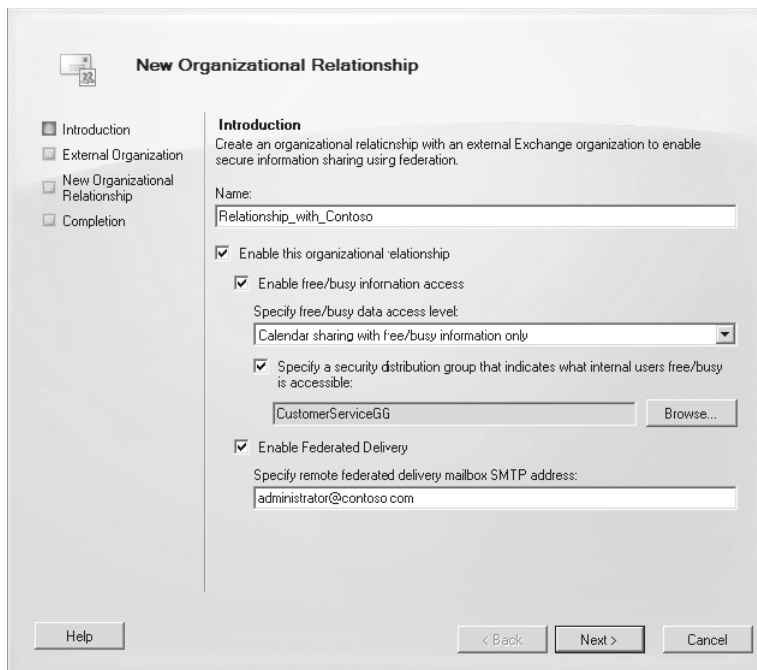 New Organizational Relationship
Introduction
External Organization
New Organizational
Relationship
Completion
Introduction
Create an organizational relationship with an external Exchange organization to enable
secure information sharing using federation.
Name:
Relationship_with_Contoso
Enable this organizational relationship
Enable free/busy information access
Specify free/busy data access level:
Calendar sharing with free/busy information only
Specify a security distribution group that indicates what internal users free/busy
is accessible:
CustomerServiceGG
Browse...
Enable Federated Delivery
Specify remote federated delivery mailbox SMTP address:
administrator@contoso.com
Help
< Back
Next >
Cancel